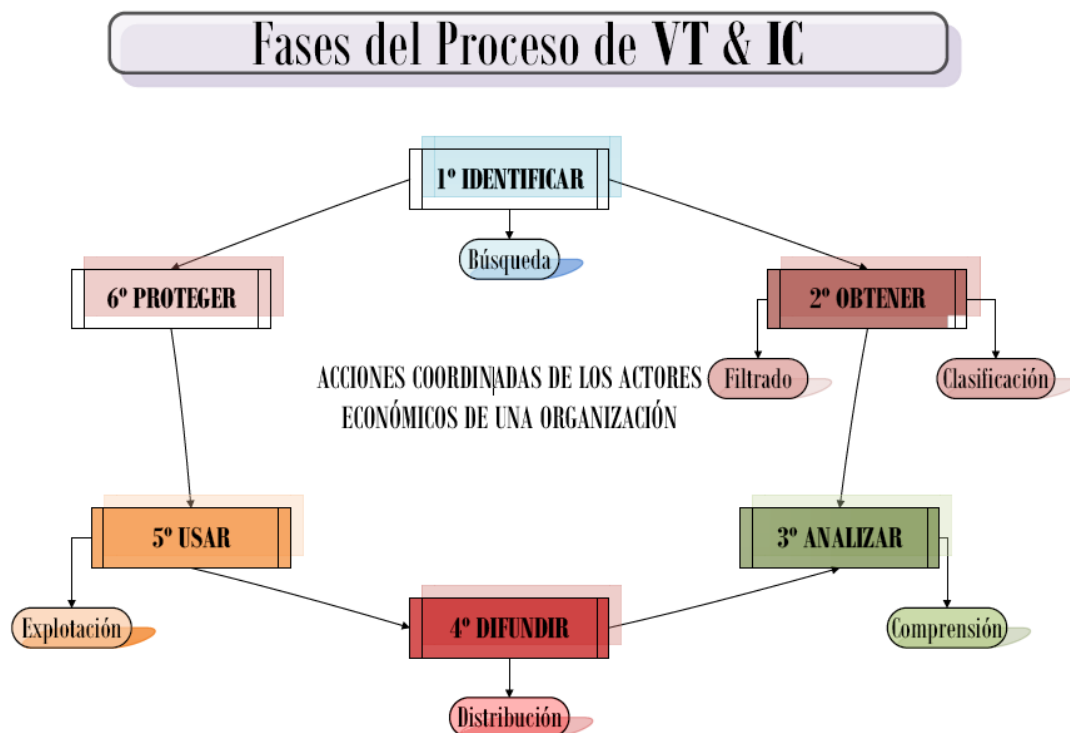 Fases del Proceso de VT & IC
1º IDENTIFICAR
Búsqueda
6º PROTEGER
2º OBTENER
Filtrado
Clasificación
ACCIONES COORDINADAS DE LOS ACTORES
ECONÓMICOS DE UNA ORGANIZACIÓN
5º USAR
3º ANALIZAR
Explotación
4º DIFUNDIR
Comprensión
Distribución